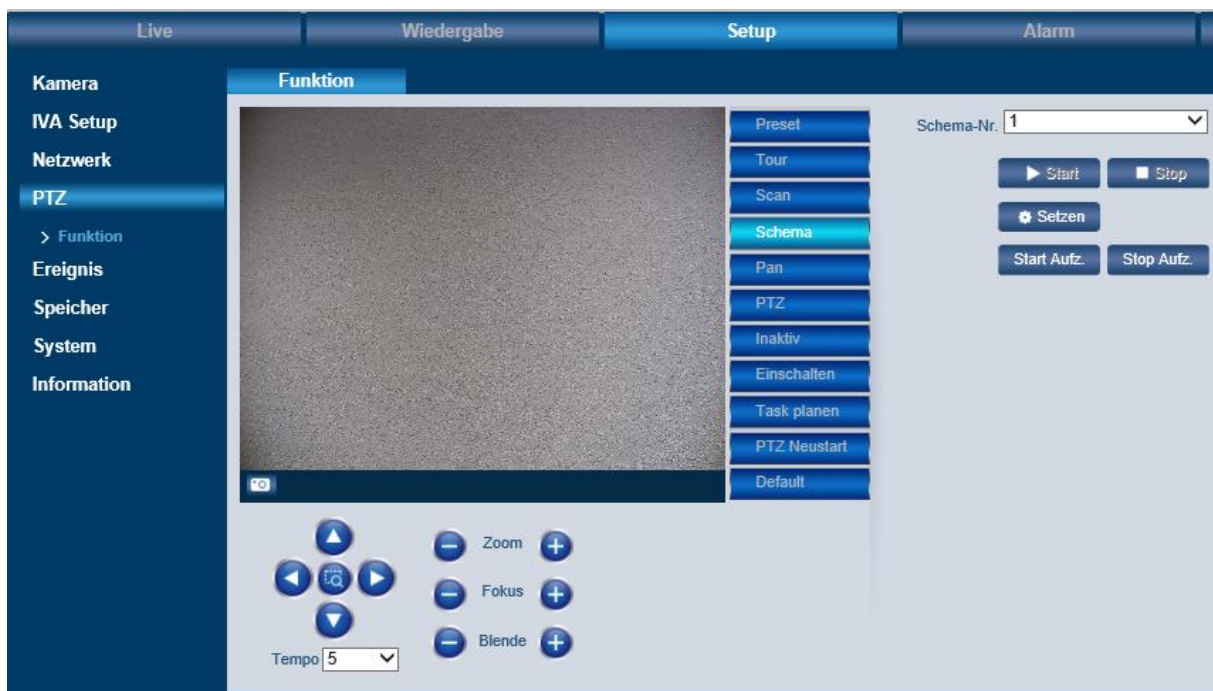 Live Wiedergabe Setup Alarm
Kamera
IVA Setup
Netzwerk
PTZ
> Funktion
Ereignis
Speicher
System
Information
Funktion
Preset
Tour
Scan
Schema
Pan
PTZ
Inaktiv
Einschalten
Task planen
PTZ Neustart
Default
Schema-Nr. 1
Start Stop
Setzen
Start Aufz. Stop Aufz.
Zoom
Fokus
Blende
Tempo 5